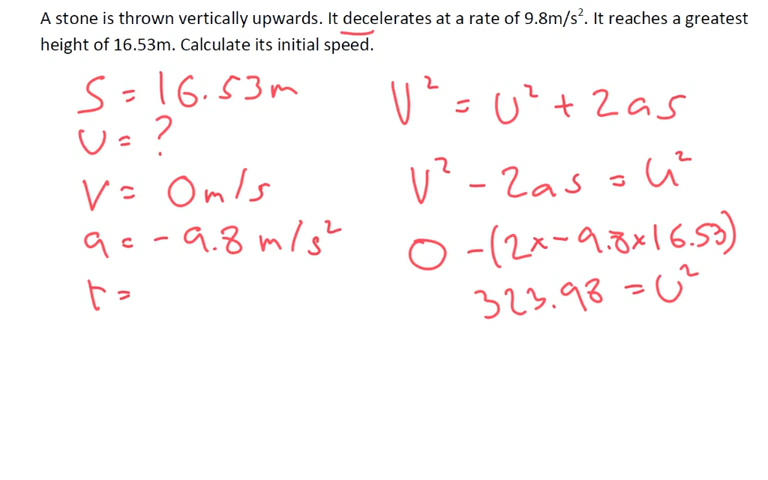 A stone is thrown vertically upwards. It decelerates at a rate of 9.8m/s². It reaches a greatest
height of 16.53m. Calculate its initial speed.
S = 16.53m
U = ?
V = 0m/s
a = -9.8 m/s²
t =
V² = U² + 2as
V² - 2as = u²
0 - (2x-9.8x16.53)
323.98 = U²